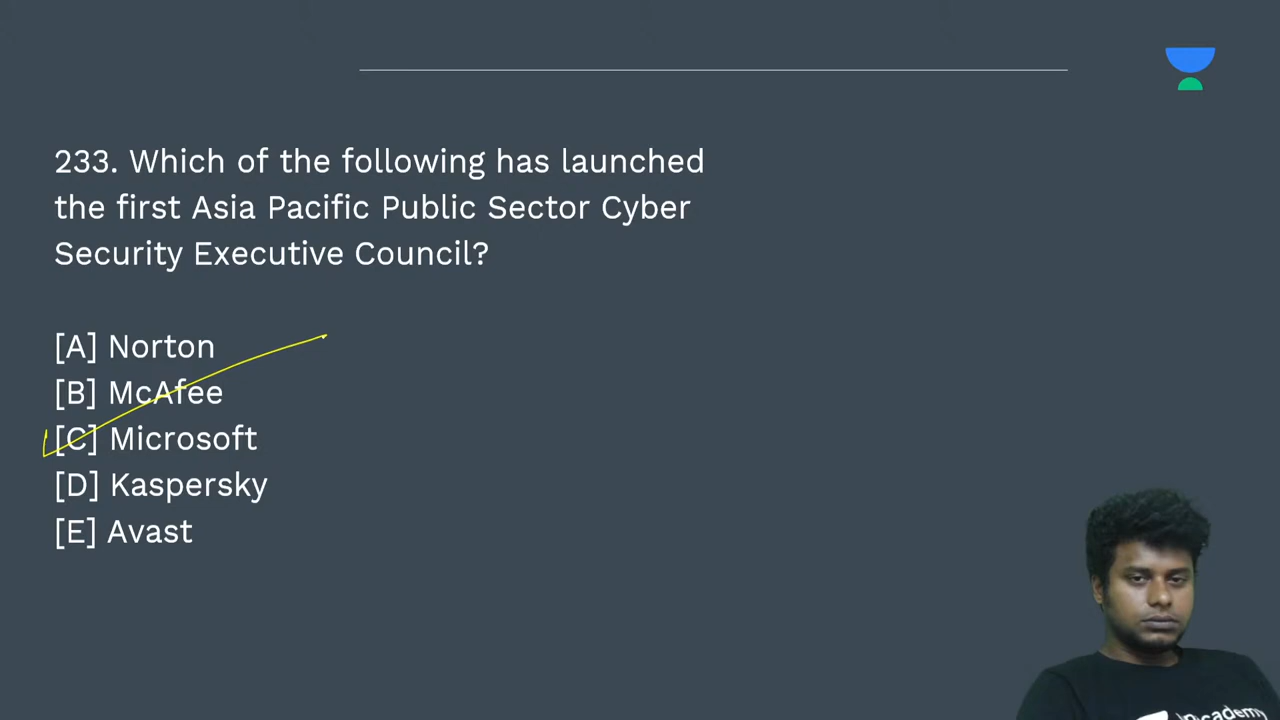 233. Which of the following has launched
the first Asia Pacific Public Sector Cyber
Security Executive Council?
[A] Norton
[B] McAfee
[C] Microsoft
[D] Kaspersky
[E] Avast